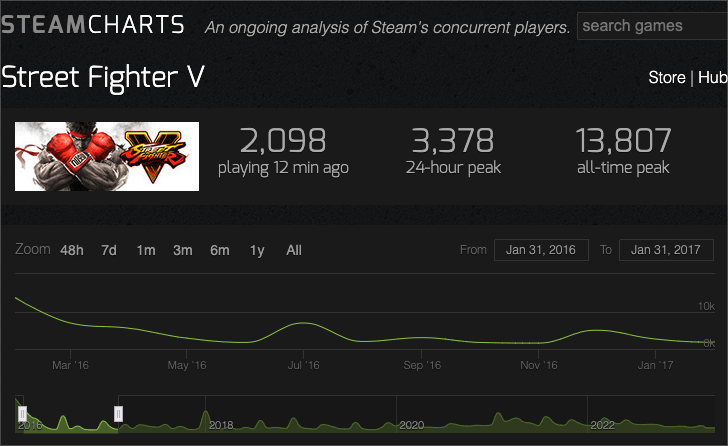 STEAMCHARTS An ongoing analysis of Steam's concurrent players. search games
Street Fighter V
Store | Hub
STREET FIGHTER V
2,098
playing 12 min ago
3,378
24-hour peak
13,807
all-time peak
Zoom 48h 7d 1m 3m 6m 1y All From Jan 31, 2016 To Jan 31, 2017
10k
0k
Mar '16 May '16 Jul '16 Sep '16 Nov '16 Jan '17
2016 2018 2020 2022